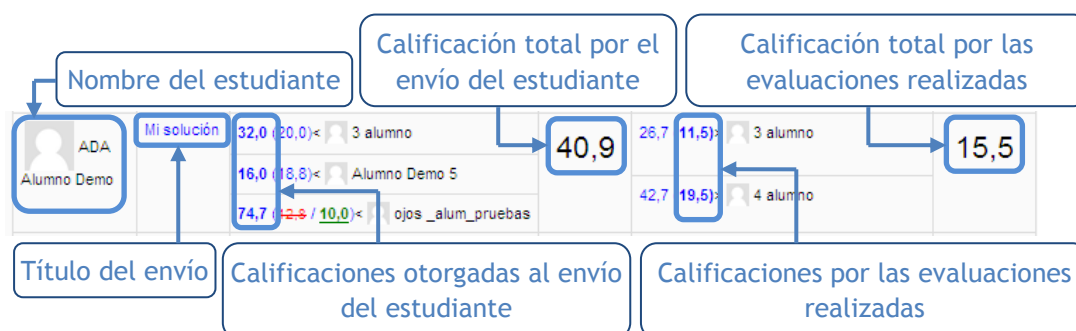 Calificación total por el
envío del estudiante
Calificación total por las
evaluaciones realizadas
Nombre del estudiante
ADA
Alumno Demo
Mi solución
32,0 (20,0)< 3 alumno
16,0 (18,8)< Alumno Demo 5
74,7 (12,8 / 10,0)< ojos _alum_pruebas
40,9
26,7 (11,5)> 3 alumno
42,7 (19,5)> 4 alumno
15,5
Título del envío
Calificaciones otorgadas al envío
del estudiante
Calificaciones por las evaluaciones
realizadas